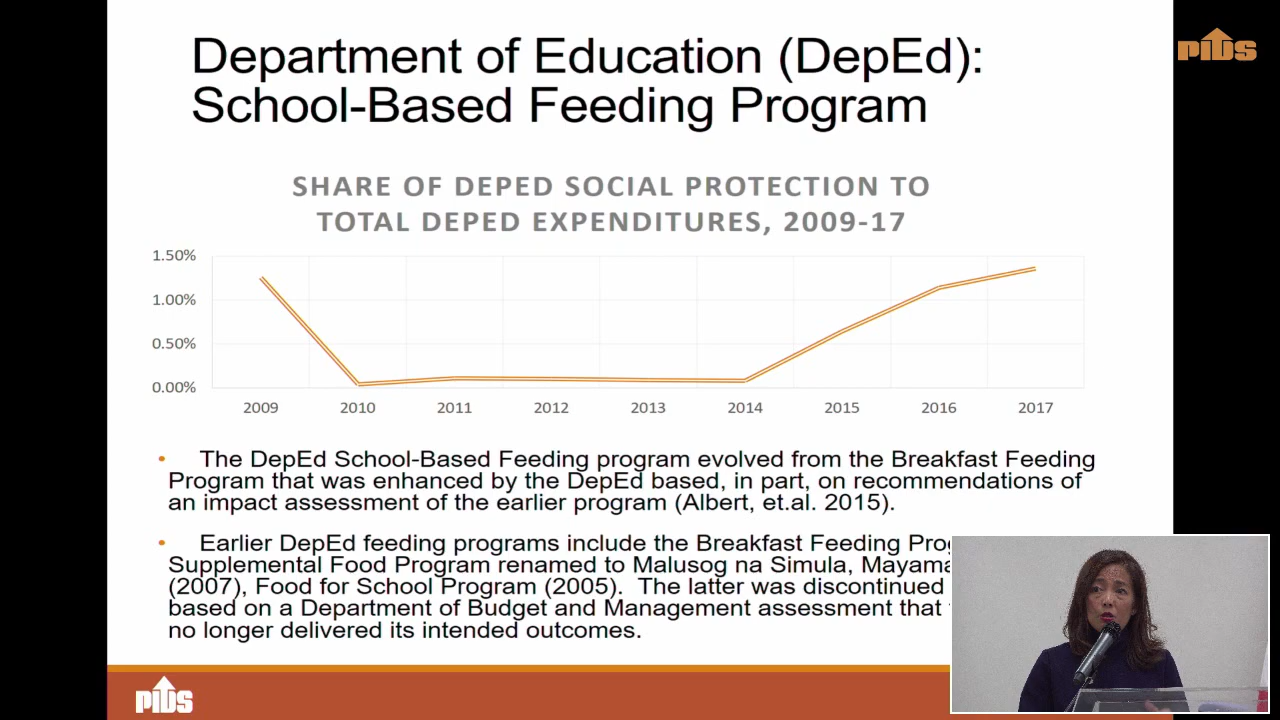 Department of Education (DepEd):
School-Based Feeding Program
pids
SHARE OF DEPED SOCIAL PROTECTION TO
TOTAL DEPED EXPENDITURES, 2009-17
1.50%
1.00%
0.50%
0.00%
2009 2010 2011 2012 2013 2014 2015 2016 2017
• The DepEd School-Based Feeding program evolved from the Breakfast Feeding
Program that was enhanced by the DepEd based, in part, on recommendations of
an impact assessment of the earlier program (Albert, et.al. 2015).
• Earlier DepEd feeding programs include the Breakfast Feeding
Supplemental Food Program renamed to Malusog na Simula,
(2007), Food for School Program (2005). The latter was discontinued
based on a Department of Budget and Management assessment that
no longer delivered its intended outcomes.
pids